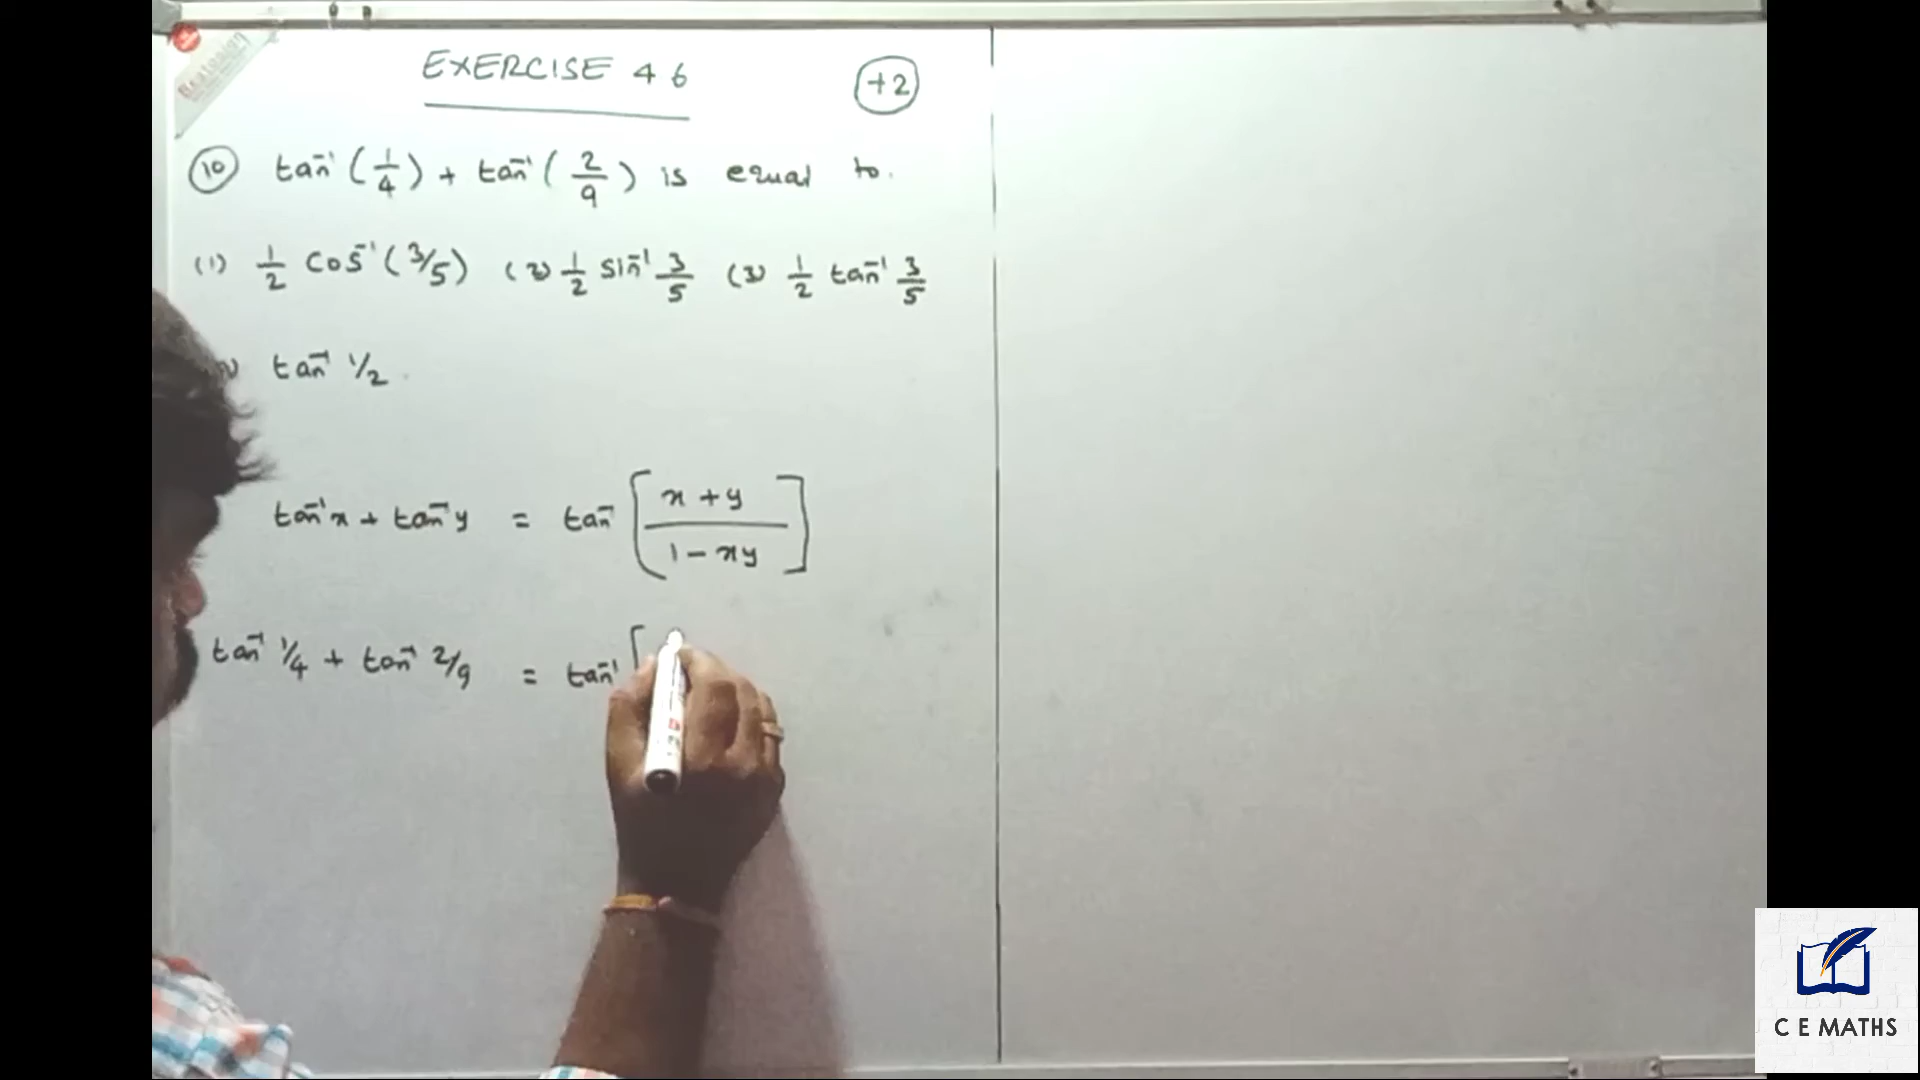 EXERCISE 4 6 +2
10 tan⁻¹(1/4) + tan⁻¹(2/9) is equal to.
(1) 1/2 cos⁻¹(3/5) (2) 1/2 sin⁻¹ 3/5 (3) 1/2 tan⁻¹ 3/5
tan⁻¹ 1/2.
tan⁻¹x + tan⁻¹y = tan⁻¹ [x+y / 1-xy]
tan⁻¹ 1/4 + tan⁻¹ 2/9 = tan⁻¹ [
C E MATHS